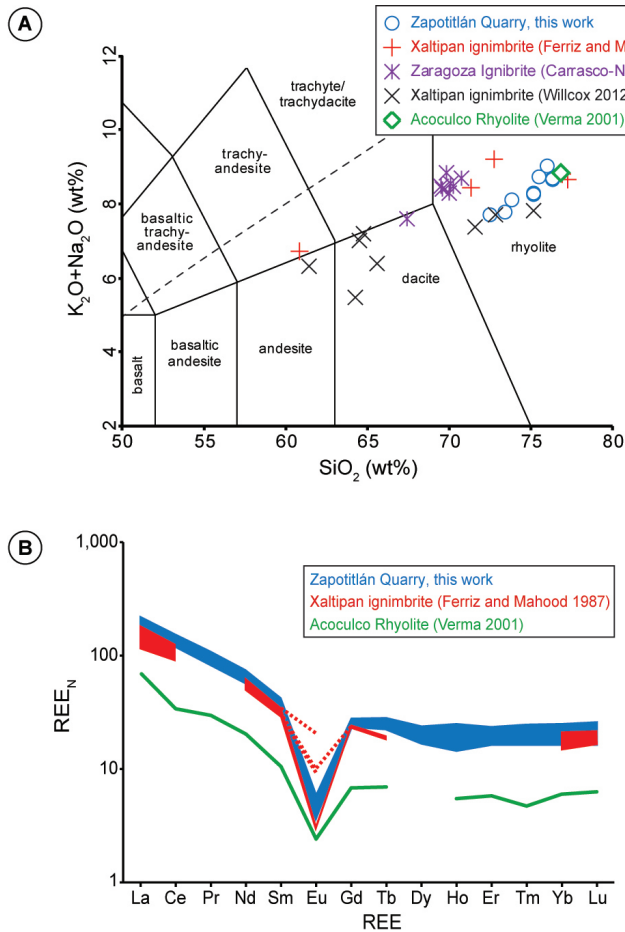 A
Zapotitlán Quarry, this work
Xaltipan ignimbrite (Ferriz and M
Zaragoza Ignibrite (Carrasco-N
Xaltipan ignimbrite (Willcox 2012
Acoculco Rhyolite (Verma 2001)
12
10
8
6
4
2
K₂O+Na₂O (wt%)
trachyte/
trachydacite
trachy-
andesite
basaltic
trachy-
andesite
rhyolite
dacite
andesite
basaltic
andesite
basalt
50
55
60
65
70
75
80
SiO₂ (wt%)
B
1,000
100
10
1
REE_N
Zapotitlán Quarry, this work
Xaltipan ignimbrite (Ferriz and Mahood 1987)
Acoculco Rhyolite (Verma 2001)
La Ce Pr Nd Sm Eu Gd Tb Dy Ho Er Tm Yb Lu
REE